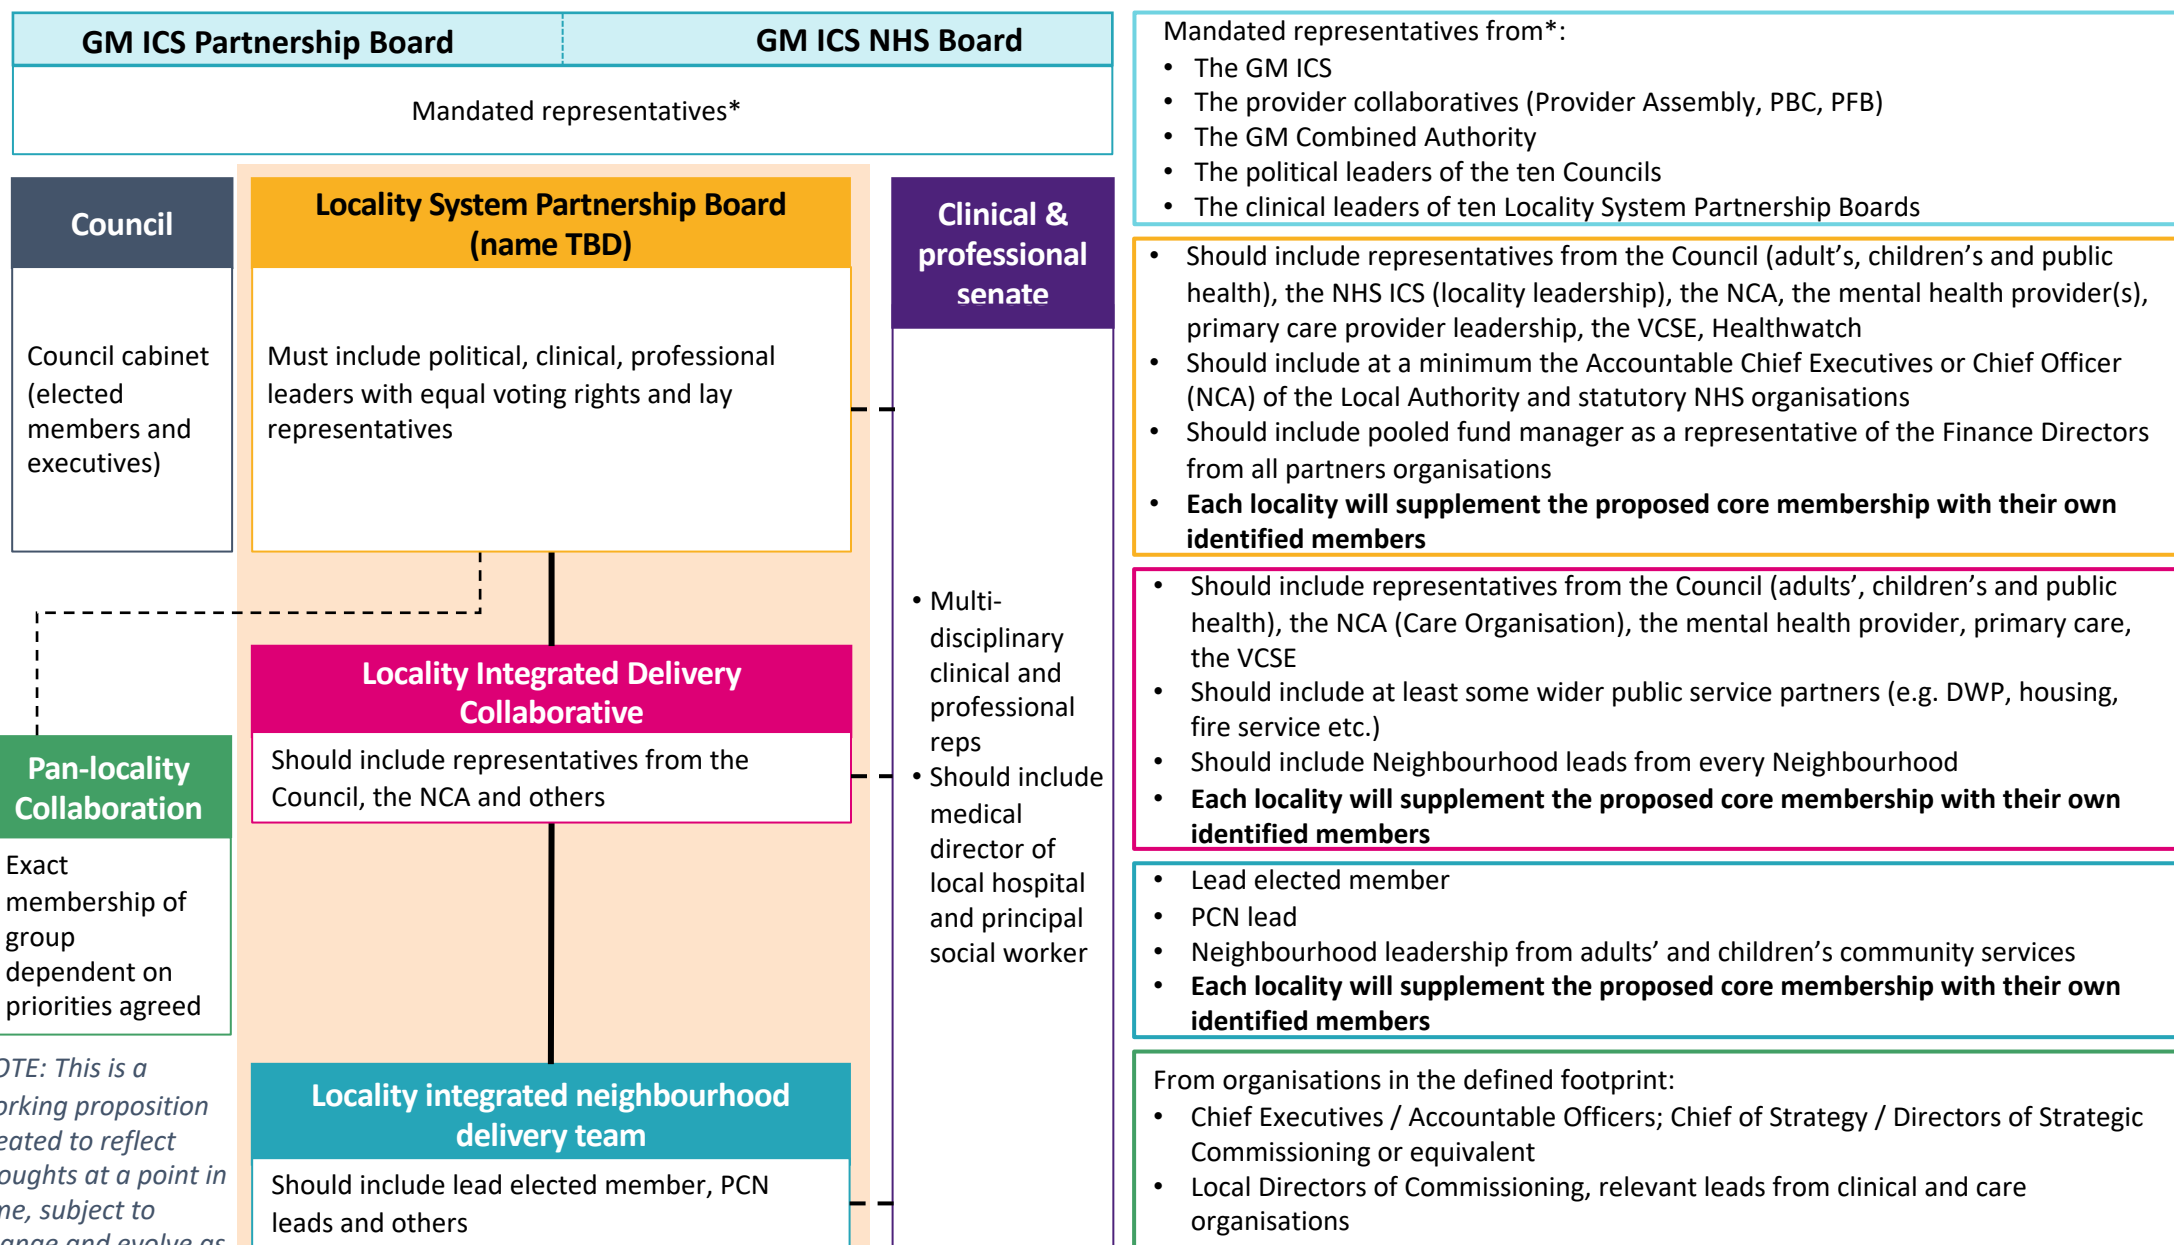 GM ICS Partnership Board
GM ICS NHS Board
Mandated representatives*
Council
Council cabinet
(elected
members and
executives)
Locality System Partnership Board
(name TBD)
Must include political, clinical, professional
leaders with equal voting rights and lay
representatives
Clinical &
professional
senate
• Multi-
disciplinary
clinical and
professional
reps
• Should include
medical
director of
local hospital
and principal
social worker
Locality Integrated Delivery
Collaborative
Should include representatives from the
Council, the NCA and others
Pan-locality
Collaboration
Exact
membership of
group
dependent on
priorities agreed
Locality integrated neighbourhood
delivery team
Should include lead elected member, PCN
leads and others
This is a
proposition
to reflect
at a point in
subject to
and evolve as
Mandated representatives from*:
• The GM ICS
• The provider collaboratives (Provider Assembly, PBC, PFB)
• The GM Combined Authority
• The political leaders of the ten Councils
• The clinical leaders of ten Locality System Partnership Boards
• Should include representatives from the Council (adult's, children's and public
health), the NHS ICS (locality leadership), the NCA, the mental health provider(s),
primary care provider leadership, the VCSE, Healthwatch
• Should include at a minimum the Accountable Chief Executives or Chief Officer
(NCA) of the Local Authority and statutory NHS organisations
• Should include pooled fund manager as a representative of the Finance Directors
from all partners organisations
• Each locality will supplement the proposed core membership with their own
identified members
• Should include representatives from the Council (adults', children's and public
health), the NCA (Care Organisation), the mental health provider, primary care,
the VCSE
• Should include at least some wider public service partners (e.g. DWP, housing,
fire service etc.)
• Should include Neighbourhood leads from every Neighbourhood
• Each locality will supplement the proposed core membership with their own
identified members
• Lead elected member
• PCN lead
• Neighbourhood leadership from adults' and children's community services
• Each locality will supplement the proposed core membership with their own
identified members
From organisations in the defined footprint:
• Chief Executives / Accountable Officers; Chief of Strategy / Directors of Strategic
Commissioning or equivalent
• Local Directors of Commissioning, relevant leads from clinical and care
organisations